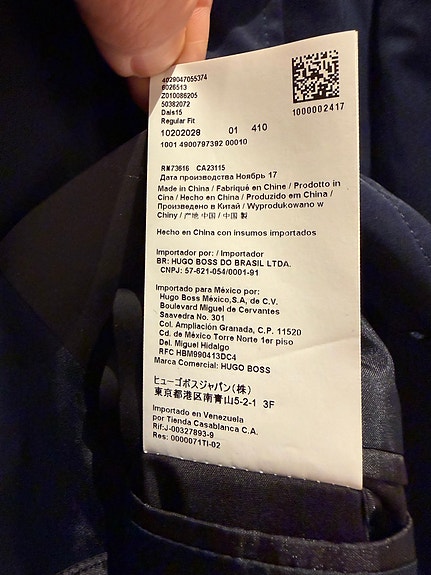 4029047055374
6026513
Z010086205
50382072
Dais15
Regular Fit
1000002417
10202028 01 410
1001 4900797392 00010
RN73616 CA23115
Дата производства Ноябрь 17
Made in China / Fabriqué en Chine / Prodotto in
Cina / Hecho en China / Produzido em China /
Произведено в Китай / Wyprodukowano w
Chiny / 产地 中国 / 中国 製
Hecho en China con insumos importados
Importador por: / Importador
BR: HUGO BOSS DO BRASIL LTDA.
CNPJ: 57-621-054/0001-91
Importado para México por:
Hugo Boss México,S.A, de C.V.
Boulevard Miguel de Cervantes
Saavedra No. 301
Col. Ampliación Granada, C.P. 11520
Cd. de México Torre Norte 1er piso
Del. Miguel Hidalgo
RFC HBM990413DC4
Marca Comercial: HUGO BOSS
ヒューゴボスジャパン(株)
東京都港区南青山5-2-1 3F
Importado en Venezuela
por Tienda Casablanca C.A.
Rif:J-00327893-9
Res: 0000071TI-02